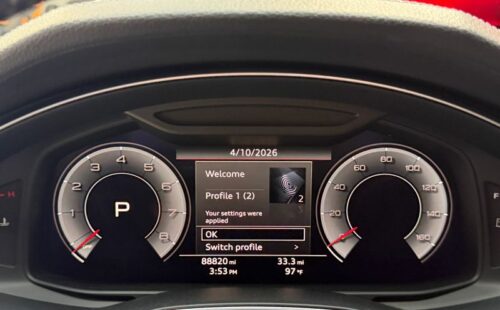 4/10/2026
Welcome
Profile 1 (2)
2
Your settings were
applied
OK
Switch profile >
88820 mi 33.3 mi
3:53 PM 97 °F
1 2 3 4 5 6 7 8
P
20 40 60 80 100 120 140 160
H
F